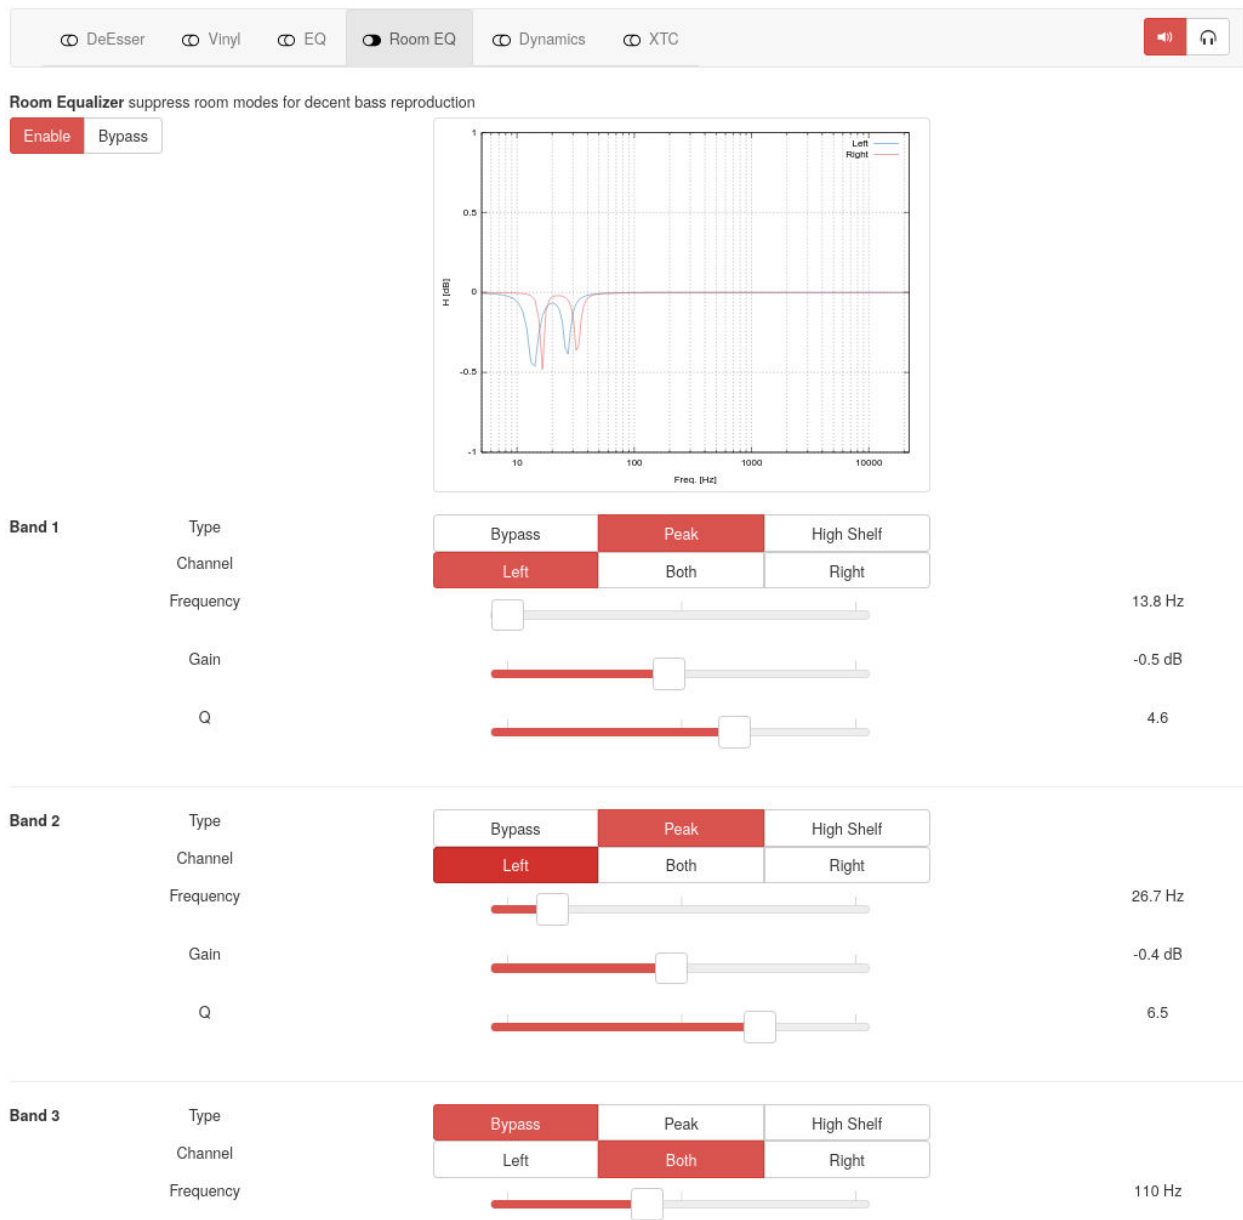 DeEsser Vinyl EQ Room EQ Dynamics XTC
Room Equalizer suppress room modes for decent bass reproduction
Enable Bypass
1
Left
Right
0.5
H [dB]
0
-0.5
-1
10 100 1000 10000
Freq. [Hz]
Band 1 Type Bypass Peak High Shelf
Channel Left Both Right
Frequency 13.8 Hz
Gain -0.5 dB
Q 4.6
Band 2 Type Bypass Peak High Shelf
Channel Left Both Right
Frequency 26.7 Hz
Gain -0.4 dB
Q 6.5
Band 3 Type Bypass Peak High Shelf
Channel Left Both Right
Frequency 110 Hz